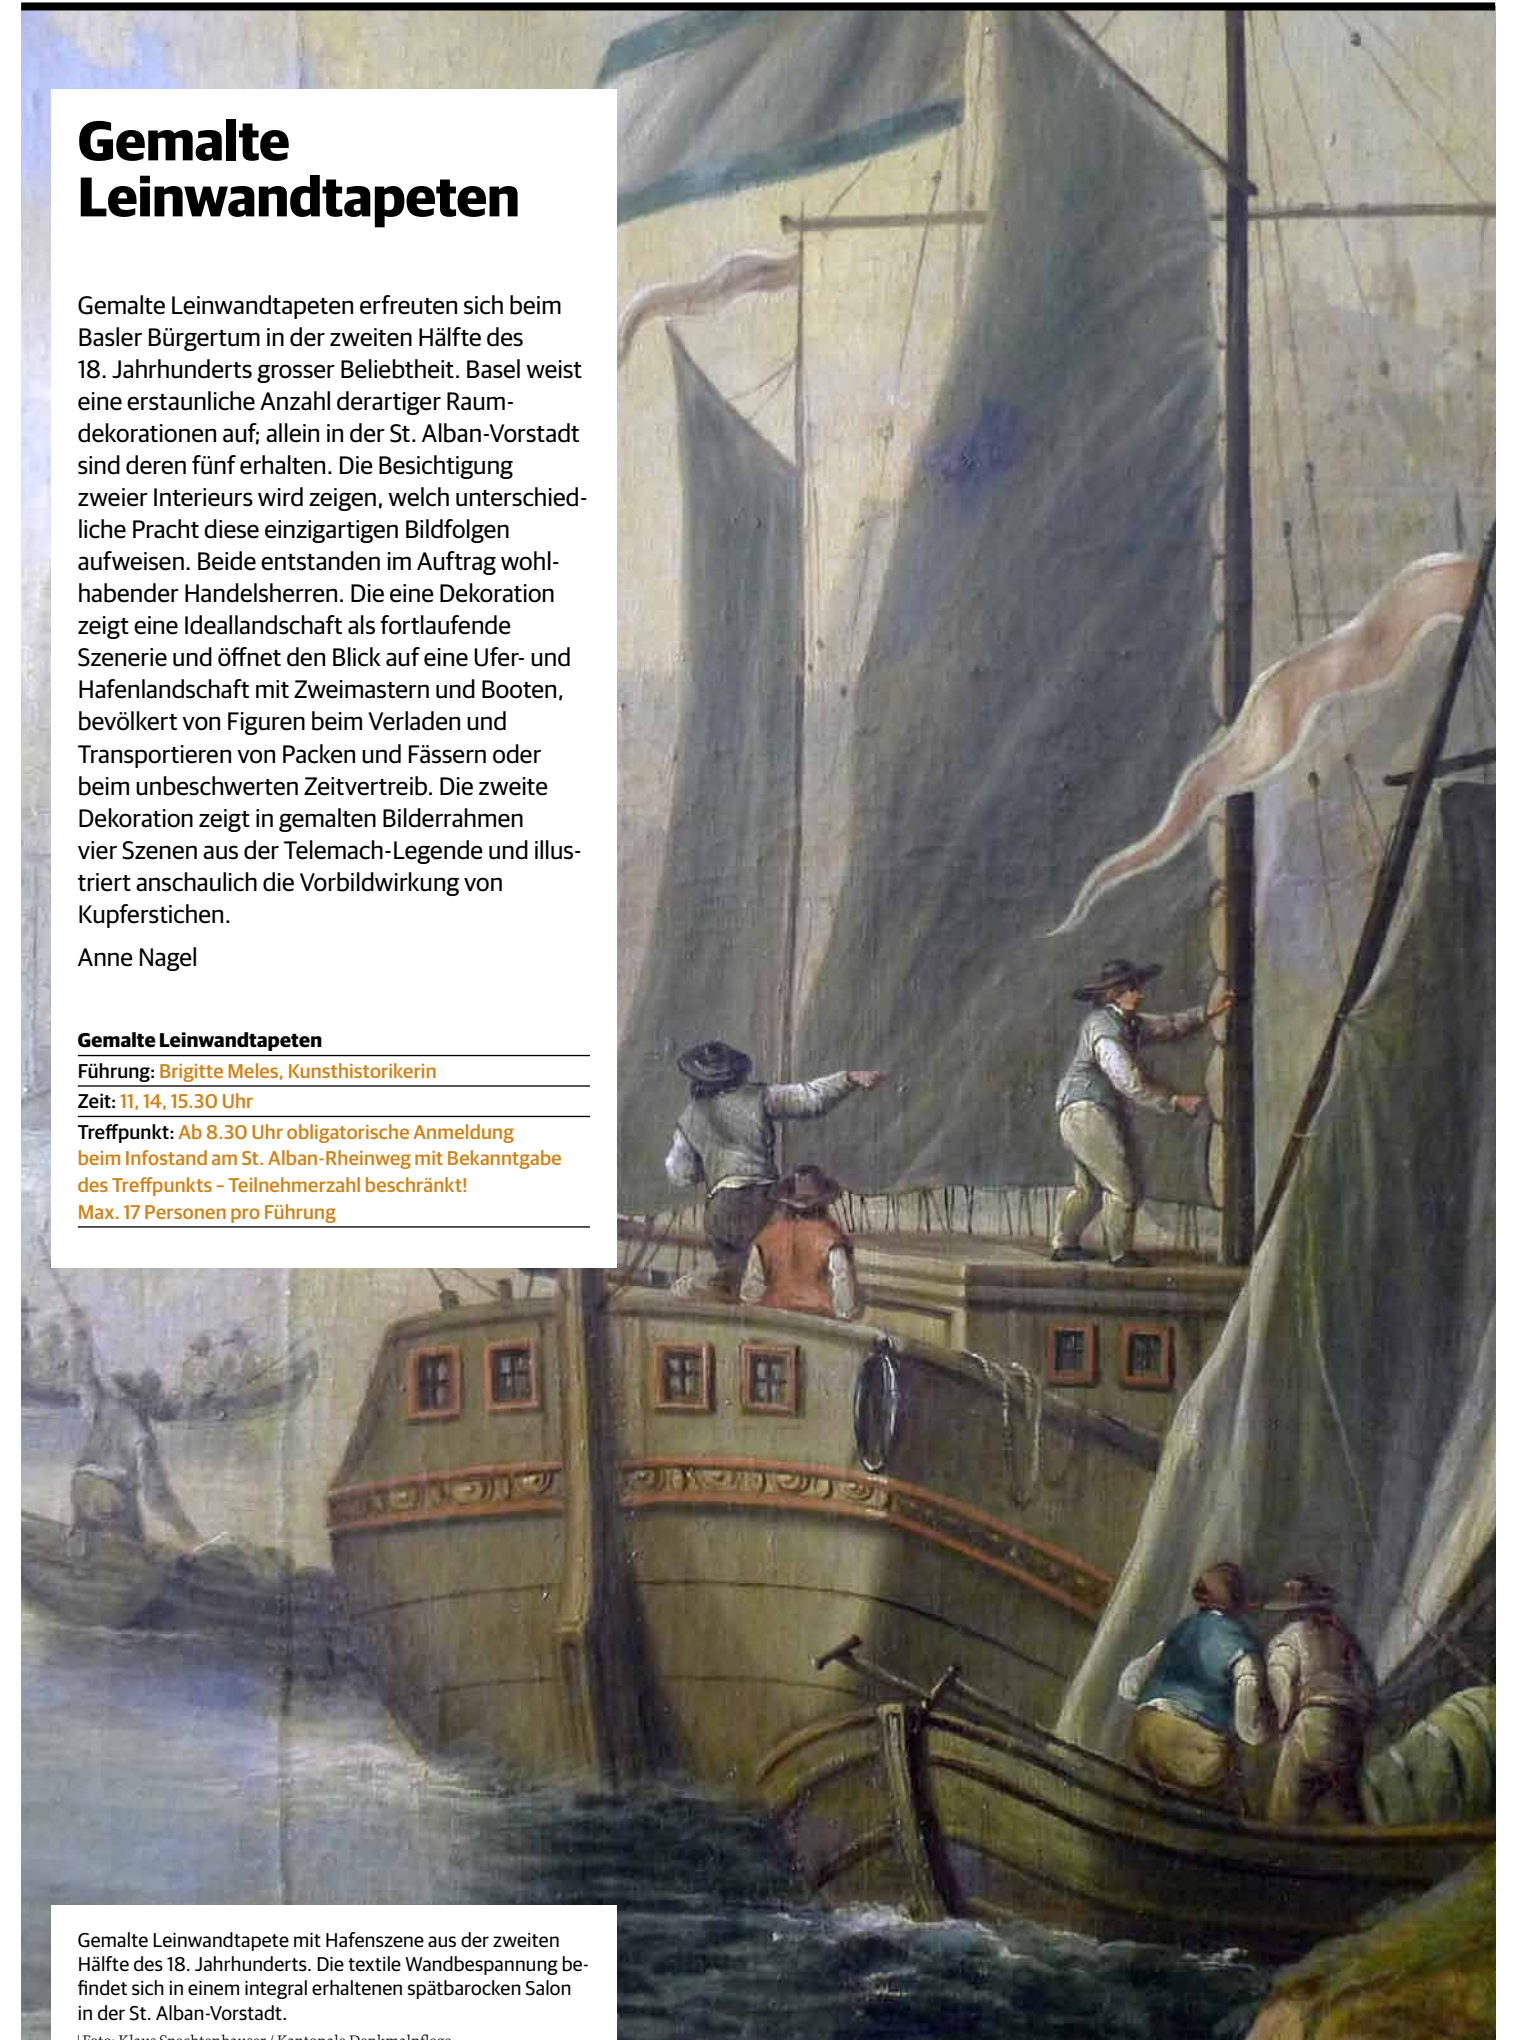 Gemalte
Leinwandtapeten
Gemalte Leinwandtapeten erfreuten sich beim
Basler Bürgertum in der zweiten Hälfte des
18. Jahrhunderts grosser Beliebtheit. Basel weist
eine erstaunliche Anzahl derartiger Raum-
dekorationen auf; allein in der St. Alban-Vorstadt
sind deren fünf erhalten. Die Besichtigung
zweier Interieurs wird zeigen, welch unterschied-
liche Pracht diese einzigartigen Bildfolgen
aufweisen. Beide entstanden im Auftrag wohl-
habender Handelsherren. Die eine Dekoration
zeigt eine Ideallandschaft als fortlaufende
Szenerie und öffnet den Blick auf eine Ufer- und
Hafenlandschaft mit Zweimastern und Booten,
bevölkert von Figuren beim Verladen und
Transportieren von Packen und Fässern oder
beim unbeschwerten Zeitvertreib. Die zweite
Dekoration zeigt in gemalten Bilderrahmen
vier Szenen aus der Telemach-Legende und illus-
triert anschaulich die Vorbildwirkung von
Kupferstichen.
Anne Nagel
Gemalte Leinwandtapeten
Führung: Brigitte Meles, Kunsthistorikerin
Zeit: 11, 14, 15.30 Uhr
Treffpunkt: Ab 8.30 Uhr obligatorische Anmeldung
beim Infostand am St. Alban-Rheinweg mit Bekanntgabe
des Treffpunkts – Teilnehmerzahl beschränkt!
Max. 17 Personen pro Führung
Gemalte Leinwandtapete mit Hafenszene aus der zweiten
Hälfte des 18. Jahrhunderts. Die textile Wandbespannung be-
findet sich in einem integral erhaltenen spätbarocken Salon
in der St. Alban-Vorstadt.
| Foto: Klaus Spechtenhauser / Kantonale Denkmalpflege